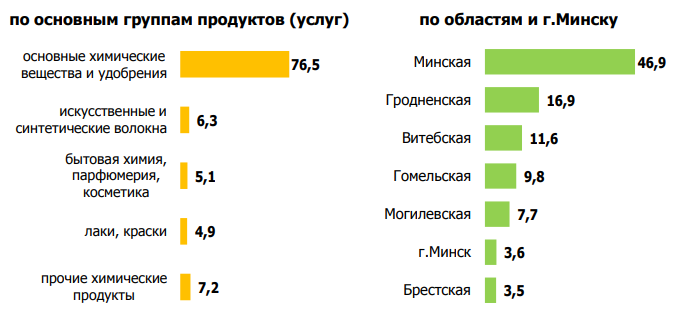 по основным группам продуктов (услуг)
основные химические
вещества и удобрения
76,5
искусственные и
синтетические волокна
6,3
бытовая химия,
парфюмерия,
косметика
5,1
лаки, краски
4,9
прочие химические
продукты
7,2
по областям и г.Минску
Минская
46,9
Гродненская
16,9
Витебская
11,6
Гомельская
9,8
Могилевская
7,7
г.Минск
3,6
Брестская
3,5